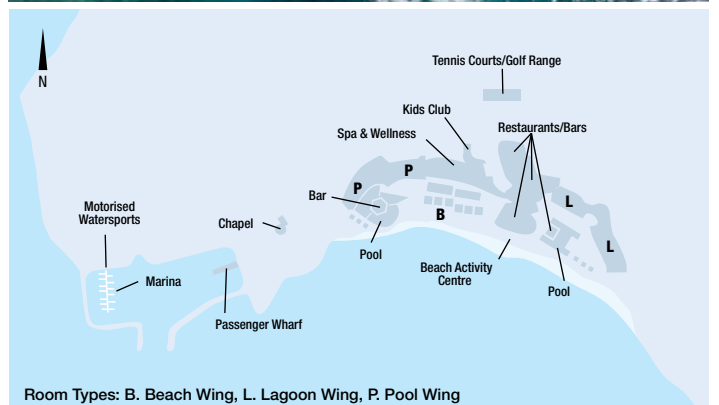 N
Tennis Courts/Golf Range
Kids Club
Spa & Wellness
Restaurants/Bars
P
P
Bar
B
L
L
Motorised
Watersports
Chapel
Pool
Marina
Beach Activity
Centre
Pool
Passenger Wharf
Room Types: B. Beach Wing, L. Lagoon Wing, P. Pool Wing